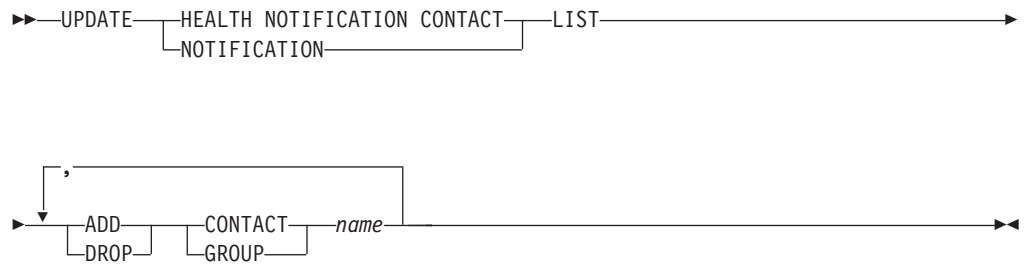 UPDATE HEALTH NOTIFICATION CONTACT LIST
NOTIFICATION
,
ADD CONTACT name
DROP GROUP